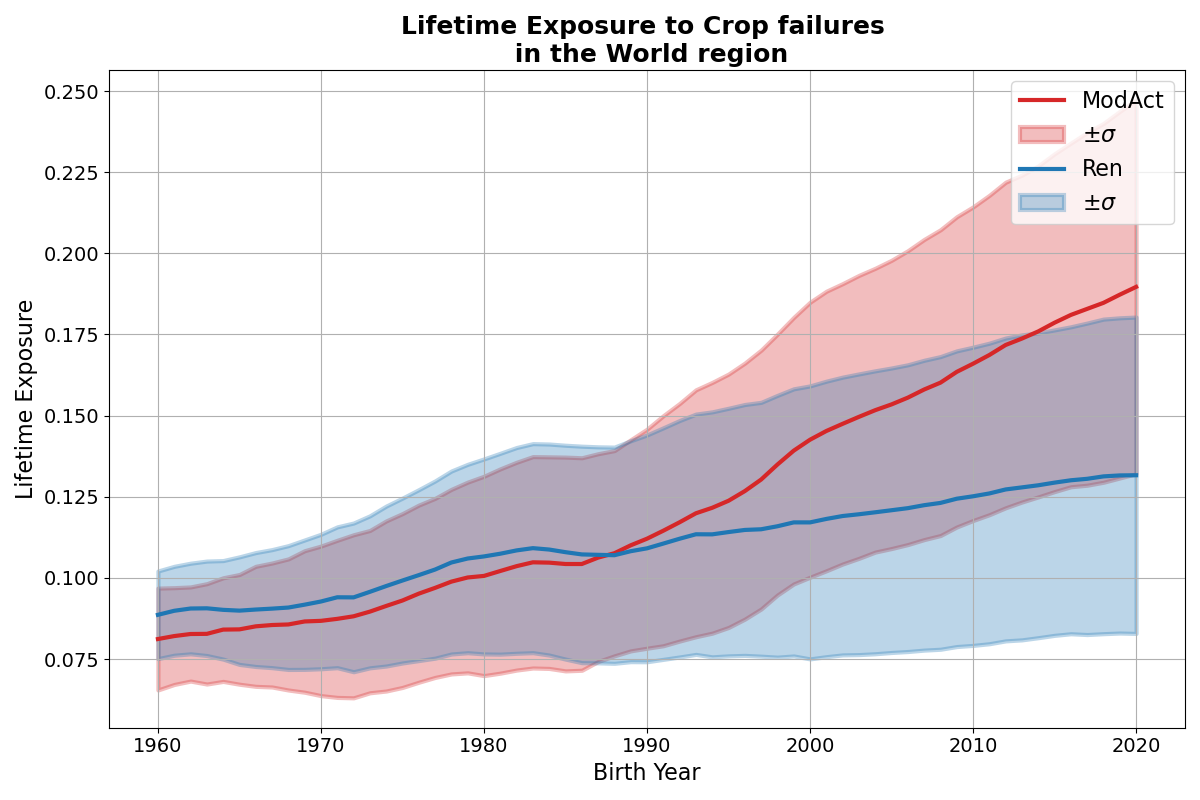 Lifetime Exposure to Crop failures
in the World region
Lifetime Exposure
0.250
0.225
0.200
0.175
0.150
0.125
0.100
0.075
1960 1970 1980 1990 2000 2010 2020
Birth Year
ModAct
±σ
Ren
±σ